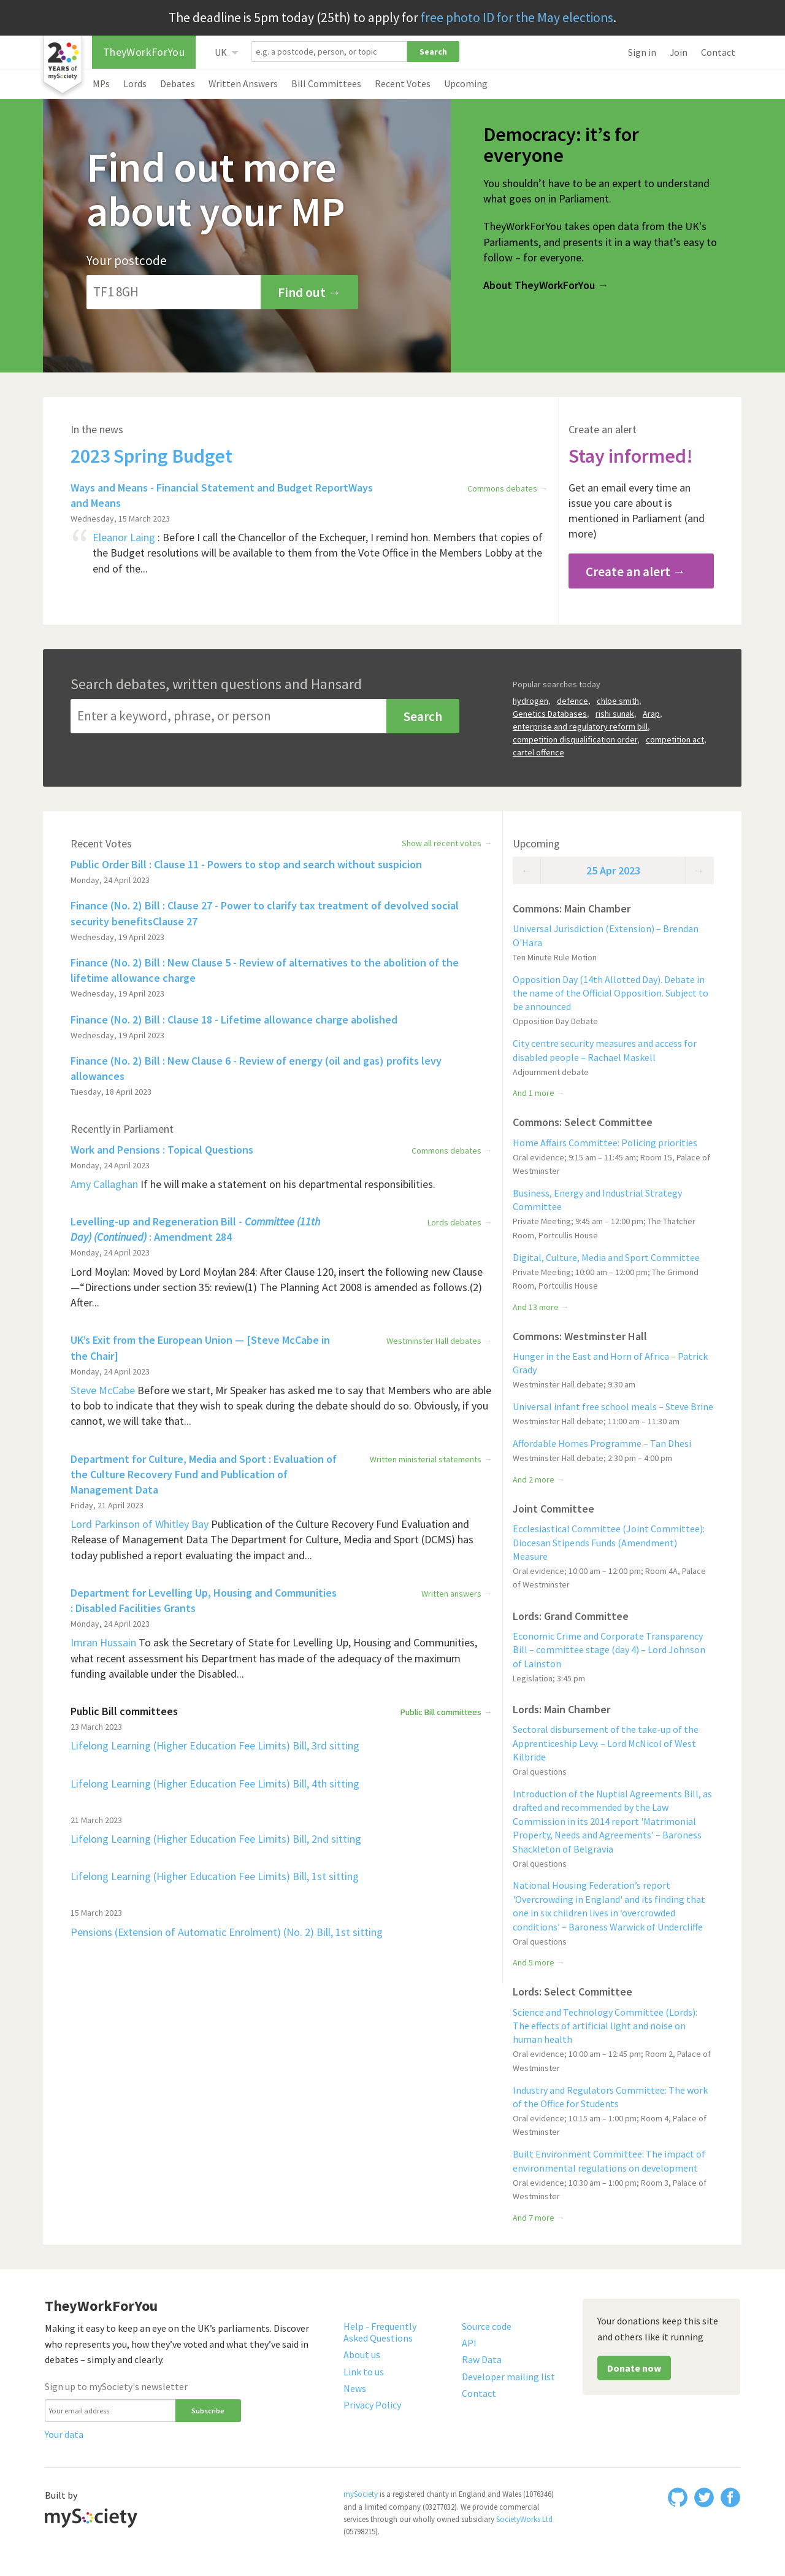 The deadline is 5pm today (25th) to apply for free photo ID for the May elections.
20
YEARS of
mySociety
TheyWorkForYou
UK
e.g. a postcode, person, or topic
Search
Sign in
Join
Contact
MPs
Lords
Debates
Written Answers
Bill Committees
Recent Votes
Upcoming
Find out more
about your MP
Your postcode
TF1 8GH
Find out →
Democracy: it’s for
everyone
You shouldn’t have to be an expert to understand
what goes on in Parliament.
TheyWorkForYou takes open data from the UK's
Parliaments, and presents it in a way that’s easy to
follow – for everyone.
About TheyWorkForYou →
In the news
2023 Spring Budget
Ways and Means - Financial Statement and Budget ReportWays
and Means
Commons debates →
Wednesday, 15 March 2023
“
Eleanor Laing : Before I call the Chancellor of the Exchequer, I remind hon. Members that copies of
the Budget resolutions will be available to them from the Vote Office in the Members Lobby at the
end of the...
Create an alert
Stay informed!
Get an email every time an
issue you care about is
mentioned in Parliament (and
more)
Create an alert →
Search debates, written questions and Hansard
Enter a keyword, phrase, or person
Search
Popular searches today
hydrogen, defence, chloe smith,
Genetics Databases, rishi sunak, Arap,
enterprise and regulatory reform bill,
competition disqualification order, competition act,
cartel offence
Recent Votes
Show all recent votes →
Public Order Bill : Clause 11 - Powers to stop and search without suspicion
Monday, 24 April 2023
Finance (No. 2) Bill : Clause 27 - Power to clarify tax treatment of devolved social
security benefitsClause 27
Wednesday, 19 April 2023
Finance (No. 2) Bill : New Clause 5 - Review of alternatives to the abolition of the
lifetime allowance charge
Wednesday, 19 April 2023
Finance (No. 2) Bill : Clause 18 - Lifetime allowance charge abolished
Wednesday, 19 April 2023
Finance (No. 2) Bill : New Clause 6 - Review of energy (oil and gas) profits levy
allowances
Tuesday, 18 April 2023
Recently in Parliament
Work and Pensions : Topical Questions
Commons debates →
Monday, 24 April 2023
Amy Callaghan If he will make a statement on his departmental responsibilities.
Levelling-up and Regeneration Bill - Committee (11th
Day) (Continued) : Amendment 284
Lords debates →
Monday, 24 April 2023
Lord Moylan: Moved by Lord Moylan 284: After Clause 120, insert the following new Clause
—“Directions under section 35: review(1) The Planning Act 2008 is amended as follows.(2)
After...
UK’s Exit from the European Union — [Steve McCabe in
the Chair]
Westminster Hall debates →
Monday, 24 April 2023
Steve McCabe Before we start, Mr Speaker has asked me to say that Members who are able
to bob to indicate that they wish to speak during the debate should do so. Obviously, if you
cannot, we will take that...
Department for Culture, Media and Sport : Evaluation of
the Culture Recovery Fund and Publication of
Management Data
Written ministerial statements →
Friday, 21 April 2023
Lord Parkinson of Whitley Bay Publication of the Culture Recovery Fund Evaluation and
Release of Management Data The Department for Culture, Media and Sport (DCMS) has
today published a report evaluating the impact and...
Department for Levelling Up, Housing and Communities
: Disabled Facilities Grants
Written answers →
Monday, 24 April 2023
Imran Hussain To ask the Secretary of State for Levelling Up, Housing and Communities,
what recent assessment his Department has made of the adequacy of the maximum
funding available under the Disabled...
Public Bill committees
Public Bill committees →
23 March 2023
Lifelong Learning (Higher Education Fee Limits) Bill, 3rd sitting
Lifelong Learning (Higher Education Fee Limits) Bill, 4th sitting
21 March 2023
Lifelong Learning (Higher Education Fee Limits) Bill, 2nd sitting
Lifelong Learning (Higher Education Fee Limits) Bill, 1st sitting
15 March 2023
Pensions (Extension of Automatic Enrolment) (No. 2) Bill, 1st sitting
Upcoming
← 25 Apr 2023 →
Commons: Main Chamber
Universal Jurisdiction (Extension) – Brendan
O'Hara
Ten Minute Rule Motion
Opposition Day (14th Allotted Day). Debate in
the name of the Official Opposition. Subject to
be announced
Opposition Day Debate
City centre security measures and access for
disabled people – Rachael Maskell
Adjournment debate
And 1 more →
Commons: Select Committee
Home Affairs Committee: Policing priorities
Oral evidence; 9:15 am – 11:45 am; Room 15, Palace of
Westminster
Business, Energy and Industrial Strategy
Committee
Private Meeting; 9:45 am – 12:00 pm; The Thatcher
Room, Portcullis House
Digital, Culture, Media and Sport Committee
Private Meeting; 10:00 am – 12:00 pm; The Grimond
Room, Portcullis House
And 13 more →
Commons: Westminster Hall
Hunger in the East and Horn of Africa – Patrick
Grady
Westminster Hall debate; 9:30 am
Universal infant free school meals – Steve Brine
Westminster Hall debate; 11:00 am – 11:30 am
Affordable Homes Programme – Tan Dhesi
Westminster Hall debate; 2:30 pm – 4:00 pm
And 2 more →
Joint Committee
Ecclesiastical Committee (Joint Committee):
Diocesan Stipends Funds (Amendment)
Measure
Oral evidence; 10:00 am – 12:00 pm; Room 4A, Palace
of Westminster
Lords: Grand Committee
Economic Crime and Corporate Transparency
Bill – committee stage (day 4) – Lord Johnson
of Lainston
Legislation; 3:45 pm
Lords: Main Chamber
Sectoral disbursement of the take-up of the
Apprenticeship Levy. – Lord McNicol of West
Kilbride
Oral questions
Introduction of the Nuptial Agreements Bill, as
drafted and recommended by the Law
Commission in its 2014 report 'Matrimonial
Property, Needs and Agreements' – Baroness
Shackleton of Belgravia
Oral questions
National Housing Federation’s report
'Overcrowding in England' and its finding that
one in six children lives in ‘overcrowded
conditions’ – Baroness Warwick of Undercliffe
Oral questions
And 5 more →
Lords: Select Committee
Science and Technology Committee (Lords):
The effects of artificial light and noise on
human health
Oral evidence; 10:00 am – 12:45 pm; Room 2, Palace of
Westminster
Industry and Regulators Committee: The work
of the Office for Students
Oral evidence; 10:15 am – 1:00 pm; Room 4, Palace of
Westminster
Built Environment Committee: The impact of
environmental regulations on development
Oral evidence; 10:30 am – 1:00 pm; Room 3, Palace of
Westminster
And 7 more →
TheyWorkForYou
Making it easy to keep an eye on the UK’s parliaments. Discover
who represents you, how they’ve voted and what they’ve said in
debates – simply and clearly.
Sign up to mySociety's newsletter
Your email address
Subscribe
Your data
Help - Frequently
Asked Questions
About us
Link to us
News
Privacy Policy
Source code
API
Raw Data
Developer mailing list
Contact
Your donations keep this site
and others like it running
Donate now
Built by
mySociety
mySociety is a registered charity in England and Wales (1076346)
and a limited company (03277032). We provide commercial
services through our wholly owned subsidiary SocietyWorks Ltd
(05798215).